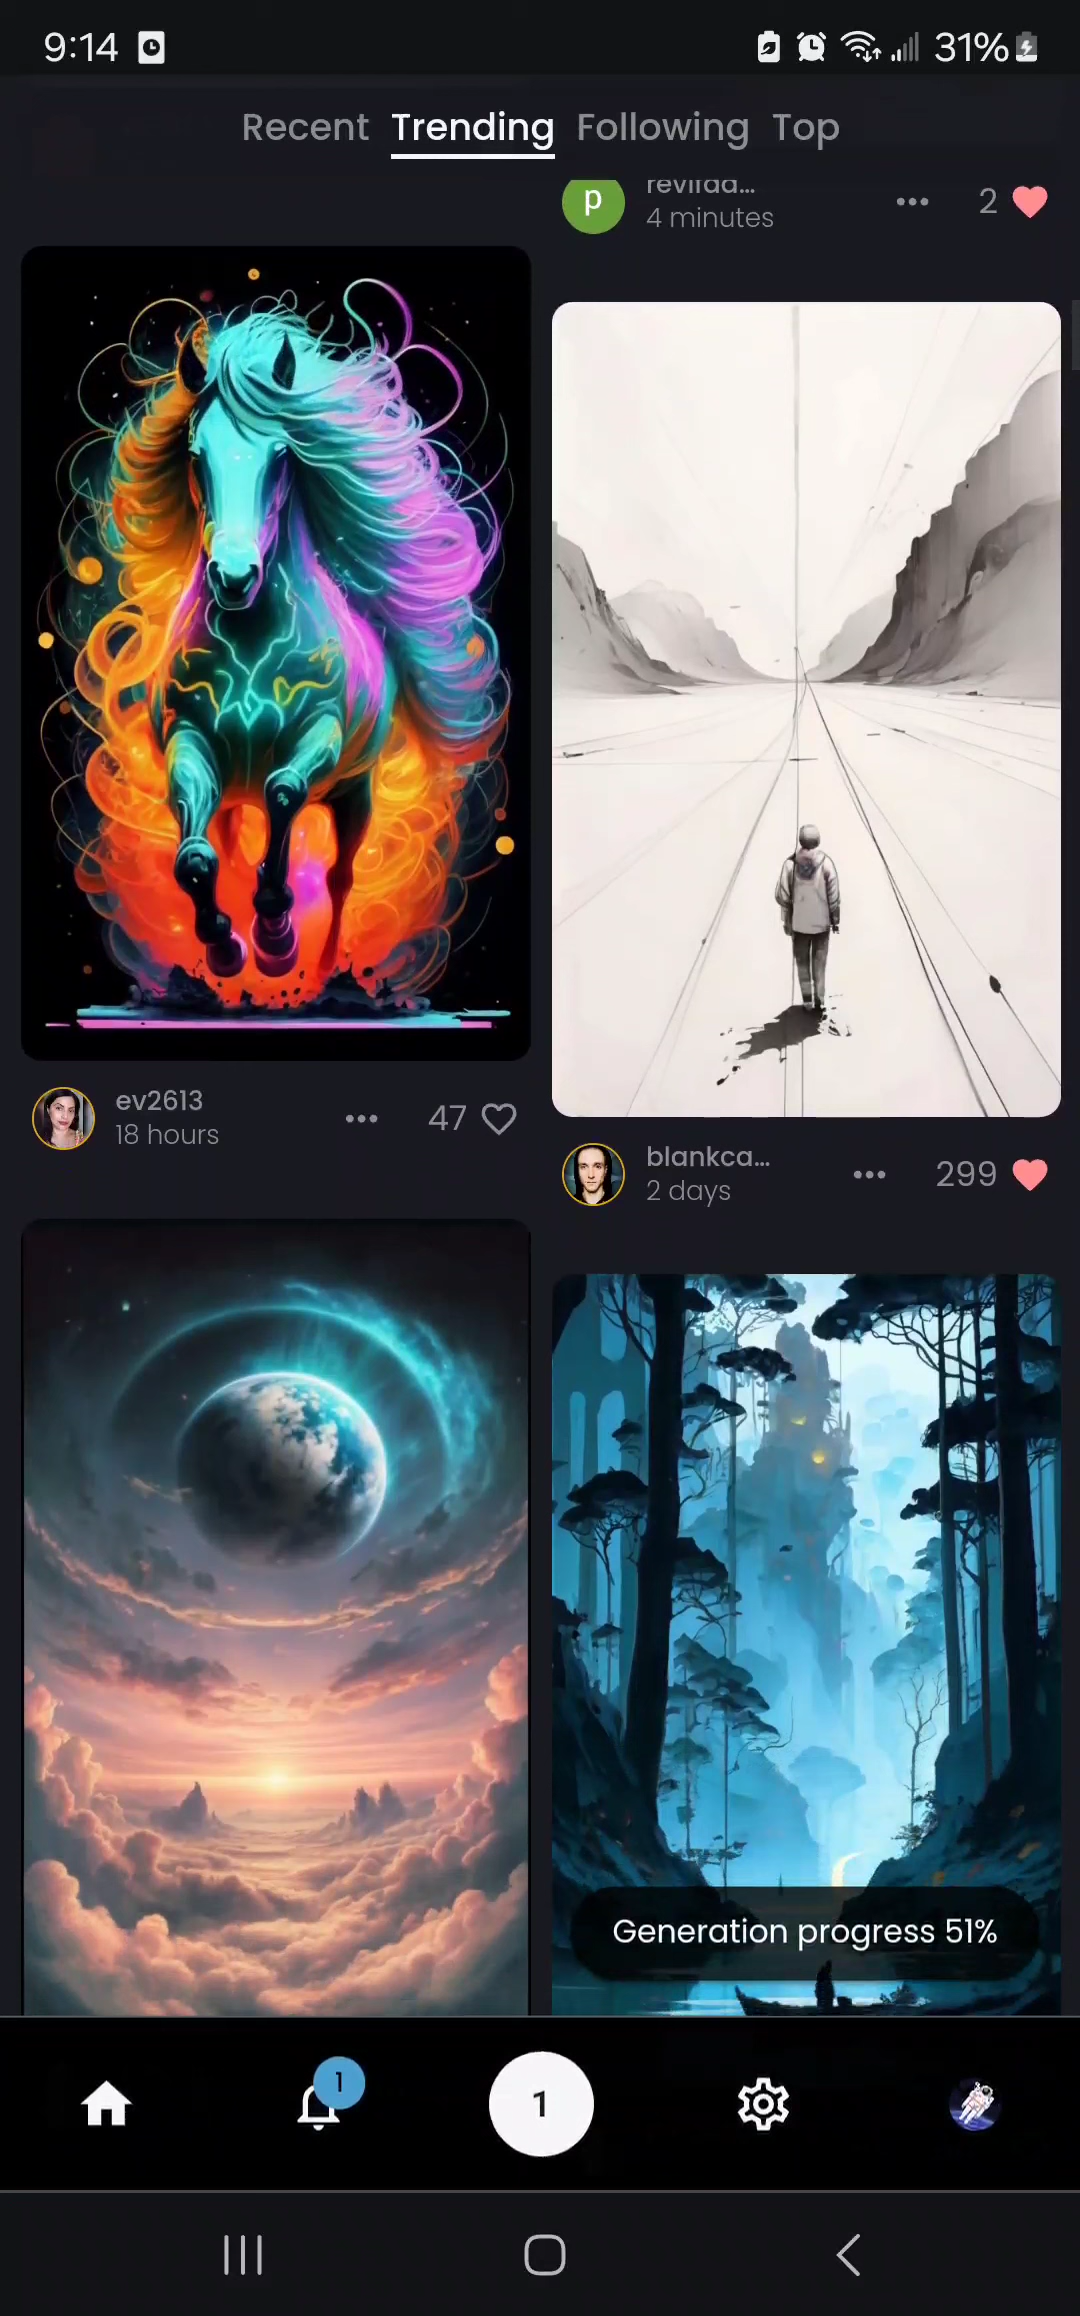 9:14
31%
Recent Trending Following Top
p
4 minutes
2
ev2613
18 hours
47
blankca...
2 days
299
Generation progress 51%
1
1